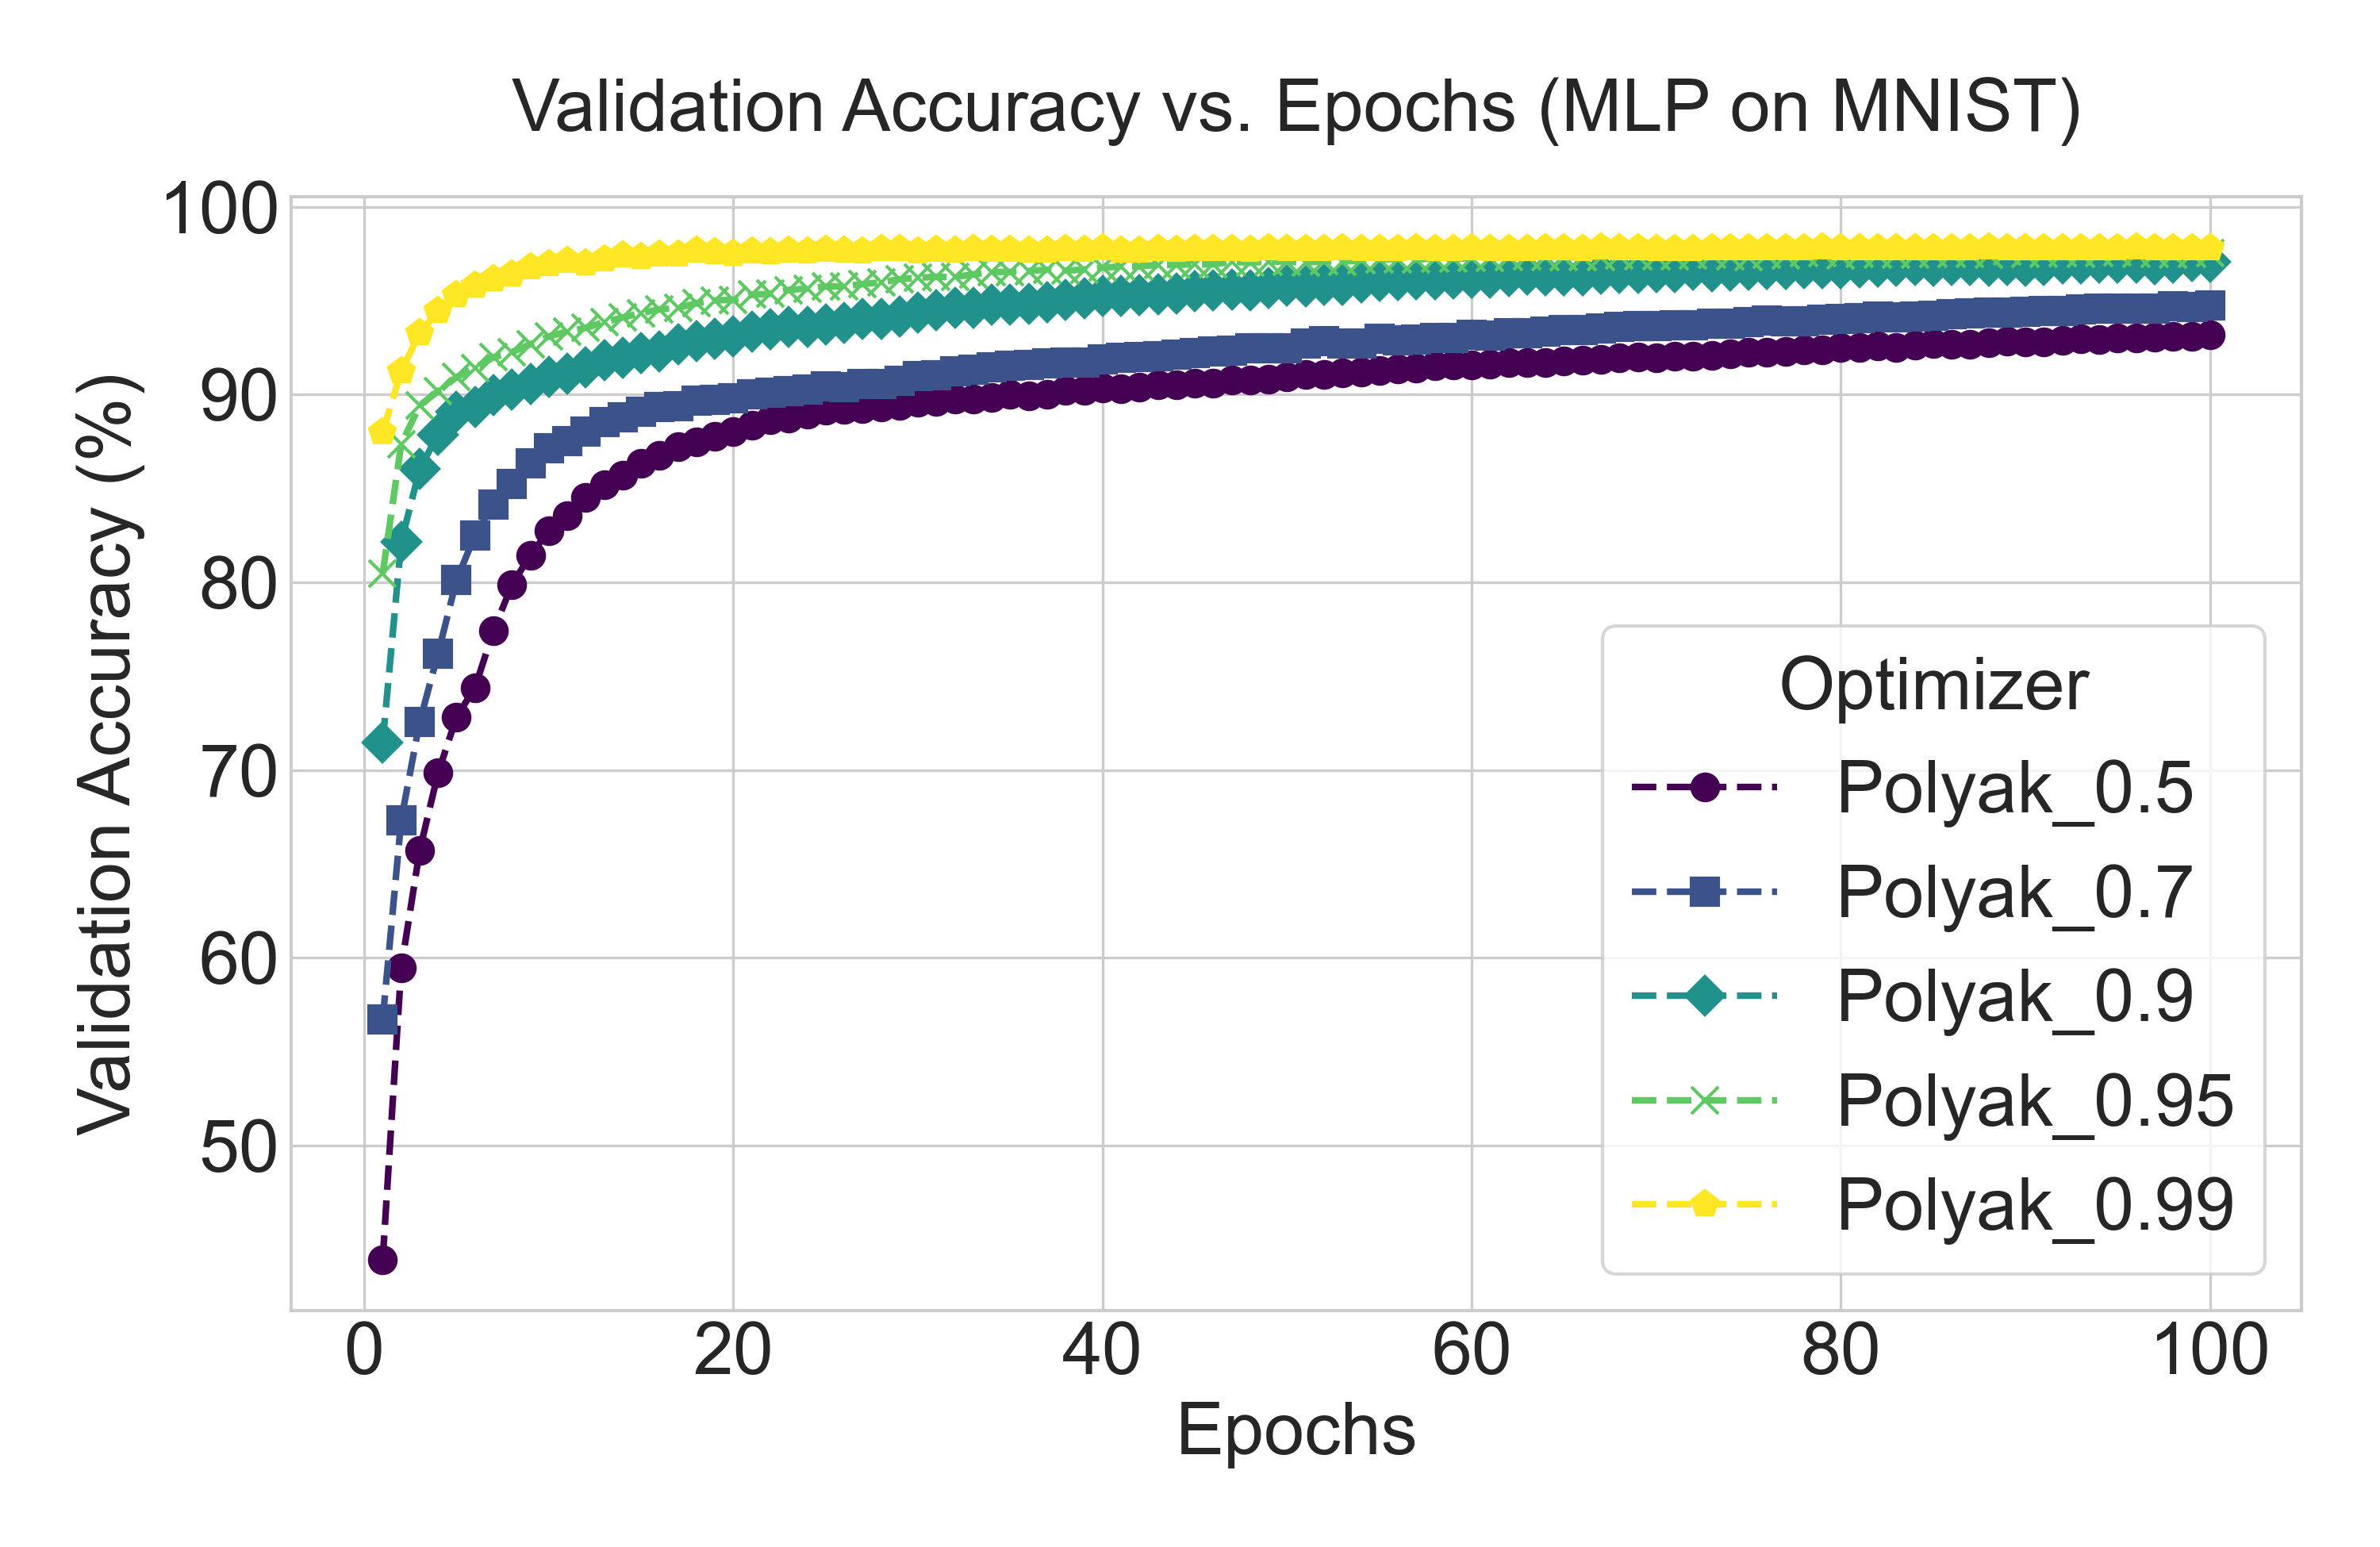 Validation Accuracy vs. Epochs (MLP on MNIST)
Validation Accuracy (%)
100
90
80
70
60
50
0 20 40 60 80 100
Epochs
Optimizer
Polyak_0.5
Polyak_0.7
Polyak_0.9
Polyak_0.95
Polyak_0.99